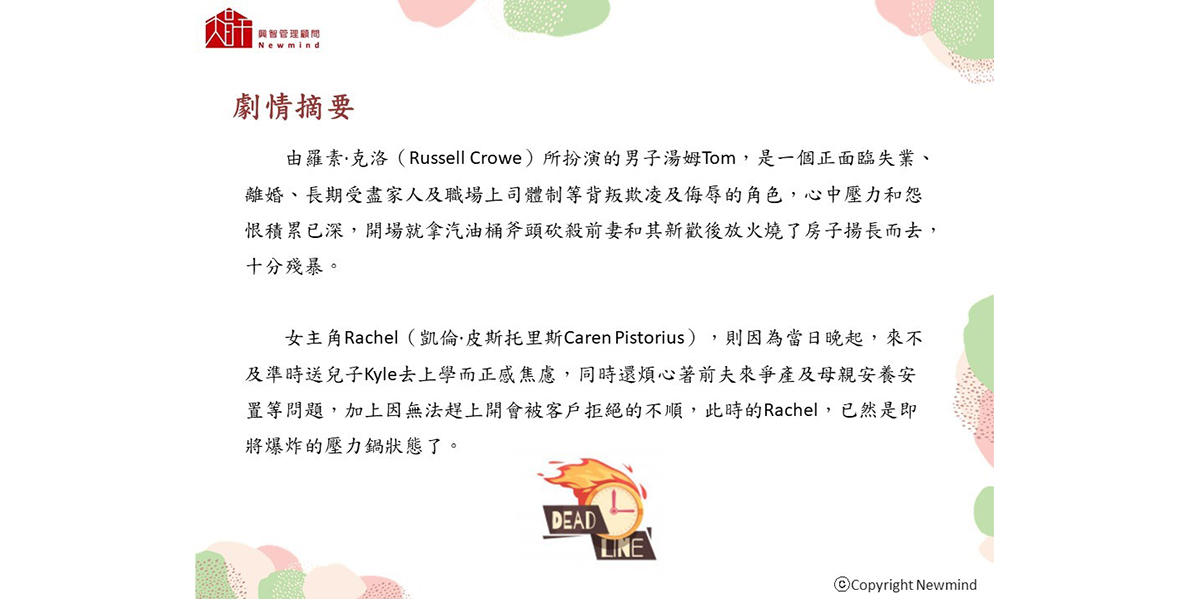 興智管理顧問
Newmind
劇情摘要
由羅素·克洛（Russell Crowe）所扮演的男子湯姆Tom，是一個正面臨失業、
離婚、長期受盡家人及職場上司體制等背叛欺凌及侮辱的角色，心中壓力和怨
恨積累已深，開場就拿汽油桶斧頭砍殺前妻和其新歡後放火燒了房子揚長而去，
十分殘暴。
女主角Rachel（凱倫·皮斯托里斯Caren Pistorius），則因為當日晚起，來不
及準時送兒子Kyle去上學而正感焦慮，同時還煩心著前夫來爭產及母親安養安
置等問題，加上因無法趕上開會被客戶拒絕的不順，此時的Rachel，已然是即
將爆炸的壓力鍋狀態了。
DEAD
LINE
©Copyright Newmind